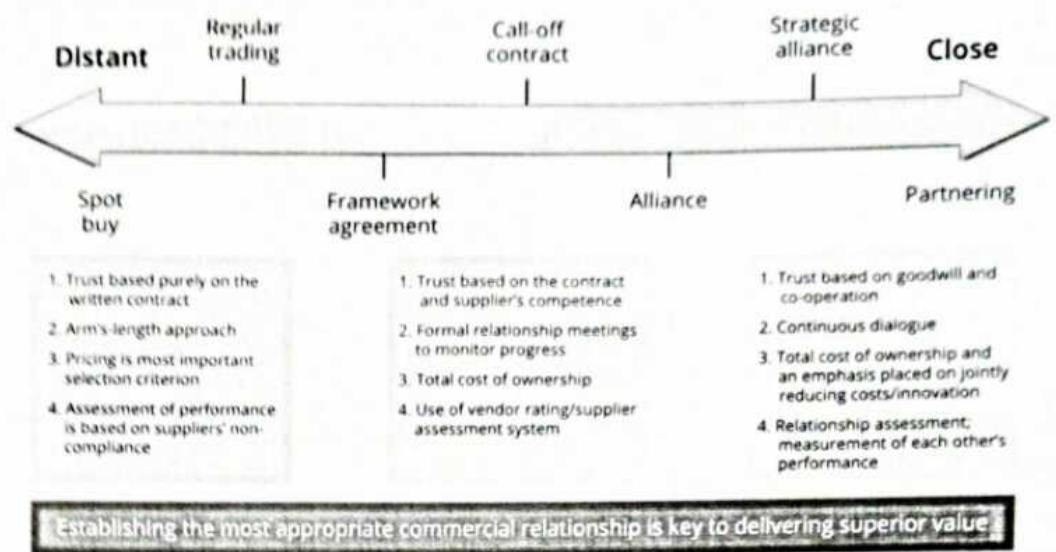 Distant
Regular
trading
Call-off
contract
Strategic
alliance
Close
Spot
buy
Framework
agreement
Alliance
Partnering
1. Trust based purely on the
written contract
2. Arm's-length approach
3. Pricing is most important
selection criterion
4. Assessment of performance
is based on suppliers' non-
compliance
1. Trust based on the contract
and supplier's competence
2. Formal relationship meetings
to monitor progress
3. Total cost of ownership
4. Use of vendor rating/supplier
assessment system
1. Trust based on goodwill and
co-operation
2. Continuous dialogue
3. Total cost of ownership and
an emphasis placed on jointly
reducing costs/innovation
4. Relationship assessment;
measurement of each other's
performance
Establishing the most appropriate commercial relationship is key to delivering superior value